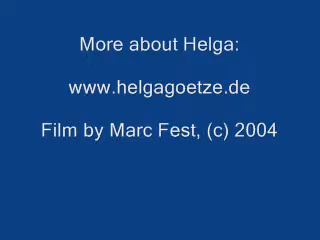 More about Helga:
www.helgagoetze.de
Film by Marc Fest, (c) 2004